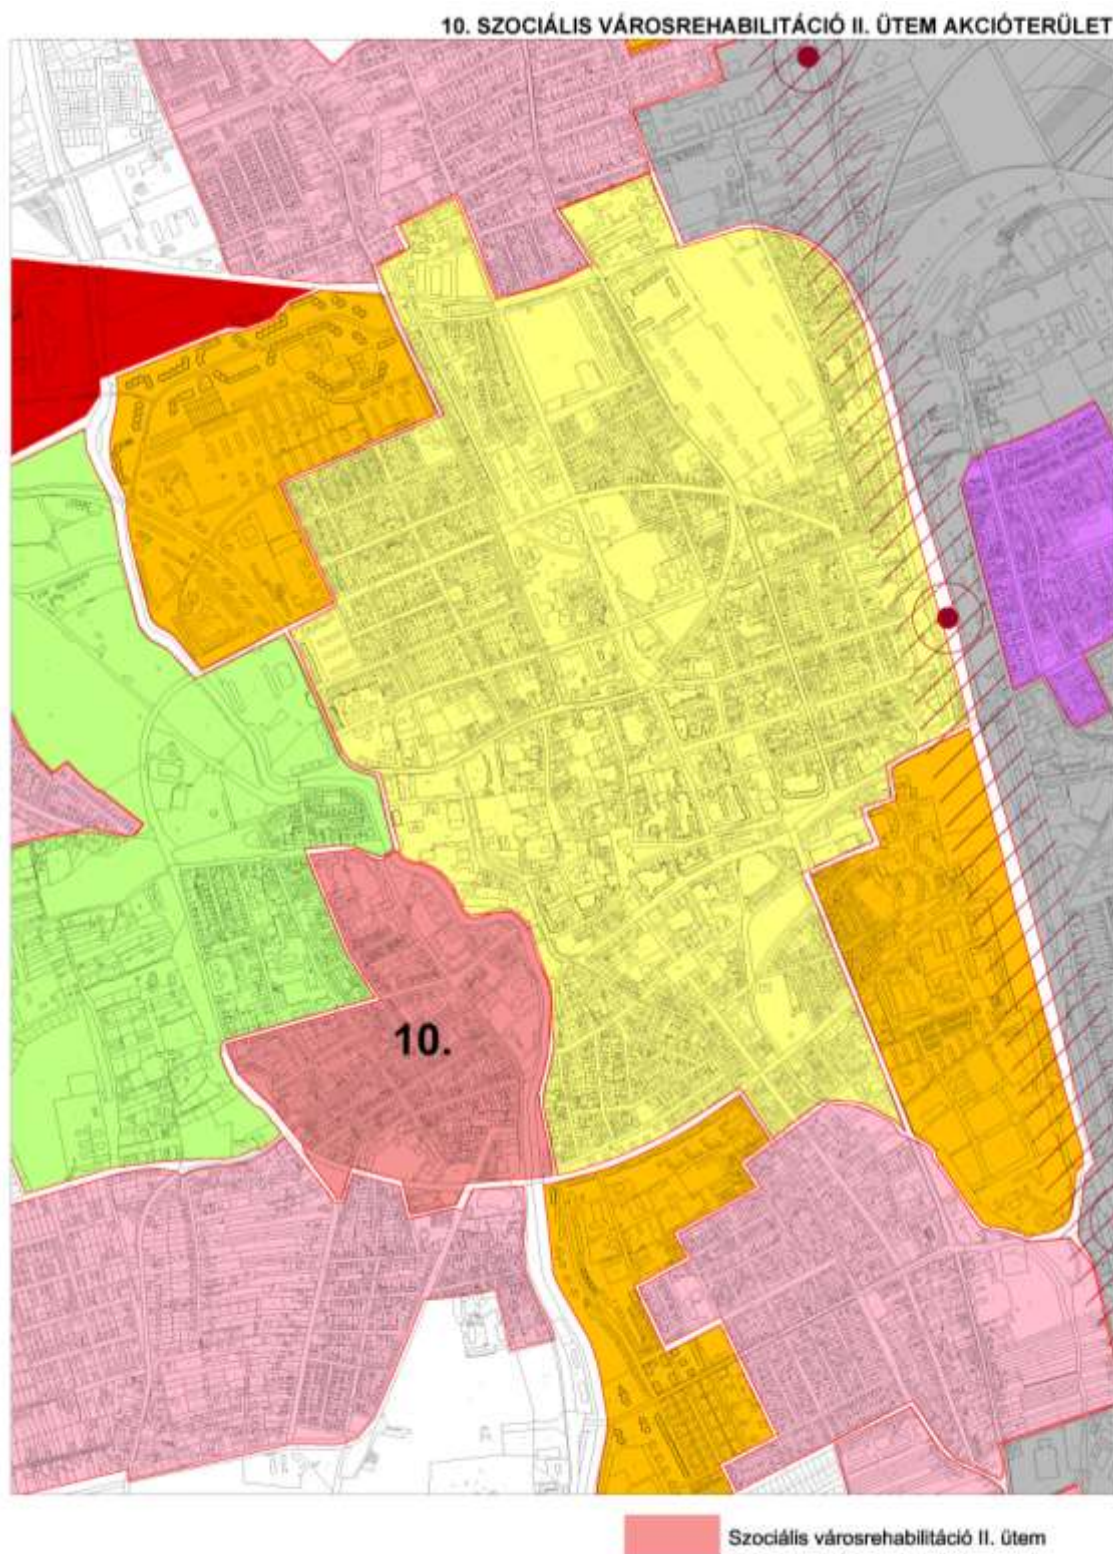 10. SZOCIÁLIS VÁROSREHABILITÁCIÓ II. ÜTEM AKCIÓTERÜLET
10.
Szociális városrehabilitáció II. ütem